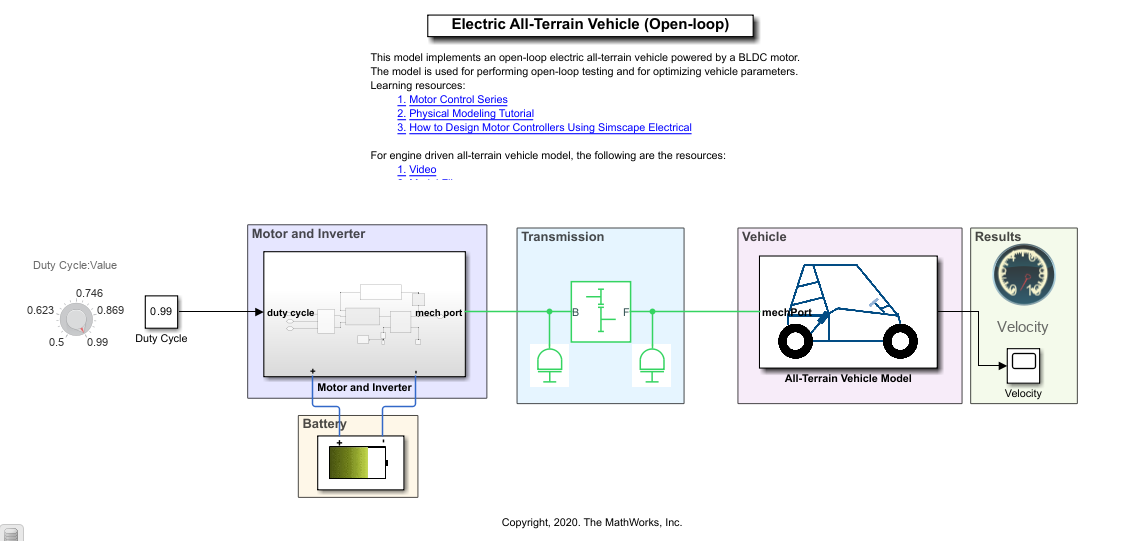 Electric All-Terrain Vehicle (Open-loop)
This model implements an open-loop electric all-terrain vehicle powered by a BLDC motor.
The model is used for performing open-loop testing and for optimizing vehicle parameters.
Learning resources:
1. Motor Control Series
2. Physical Modeling Tutorial
3. How to Design Motor Controllers Using Simscape Electrical
For engine driven all-terrain vehicle model, the following are the resources:
1. Video
Duty Cycle:Value
0.746
0.623
0.869
0.5
0.99
0.99
Duty Cycle
Motor and Inverter
duty cycle
mech port
+
-
Motor and Inverter
Battery
+
-
Transmission
B
F
Vehicle
mechPort
All-Terrain Vehicle Model
Results
Velocity
Velocity
Copyright, 2020. The MathWorks, Inc.